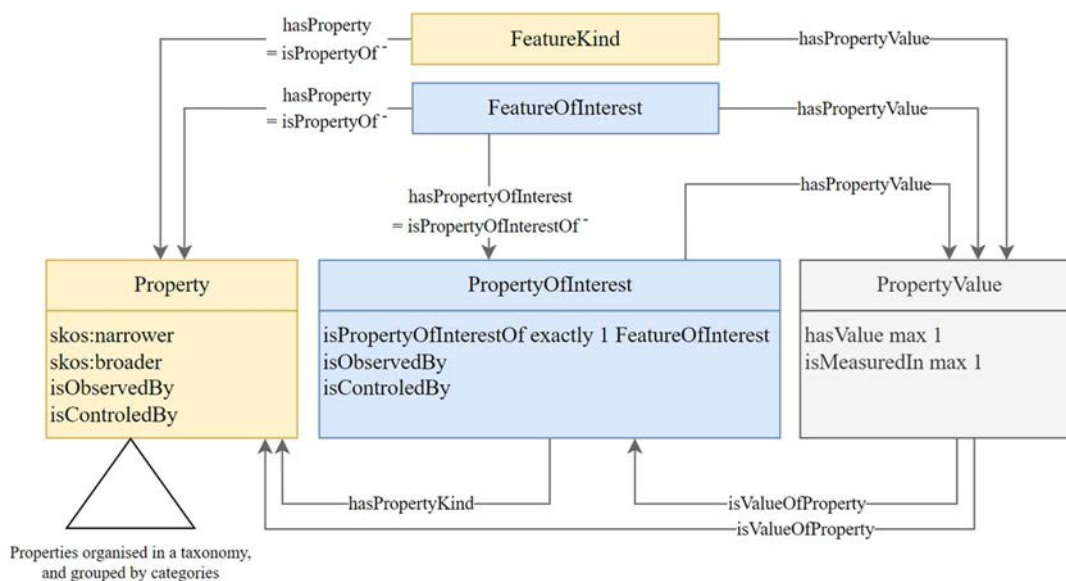 hasProperty
= isPropertyOf -
FeatureKind
hasPropertyValue
hasProperty
= isPropertyOf -
FeatureOfInterest
hasPropertyValue
hasPropertyOfInterest
= isPropertyOfInterestOf -
hasPropertyValue
Property
skos:narrower
skos:broader
isObservedBy
isControledBy
PropertyOfInterest
isPropertyOfInterestOf exactly 1 FeatureOfInterest
isObservedBy
isControledBy
PropertyValue
hasValue max 1
isMeasuredIn max 1
hasPropertyKind
isValueOfProperty
isValueOfProperty
Properties organised in a taxonomy,
and grouped by categories